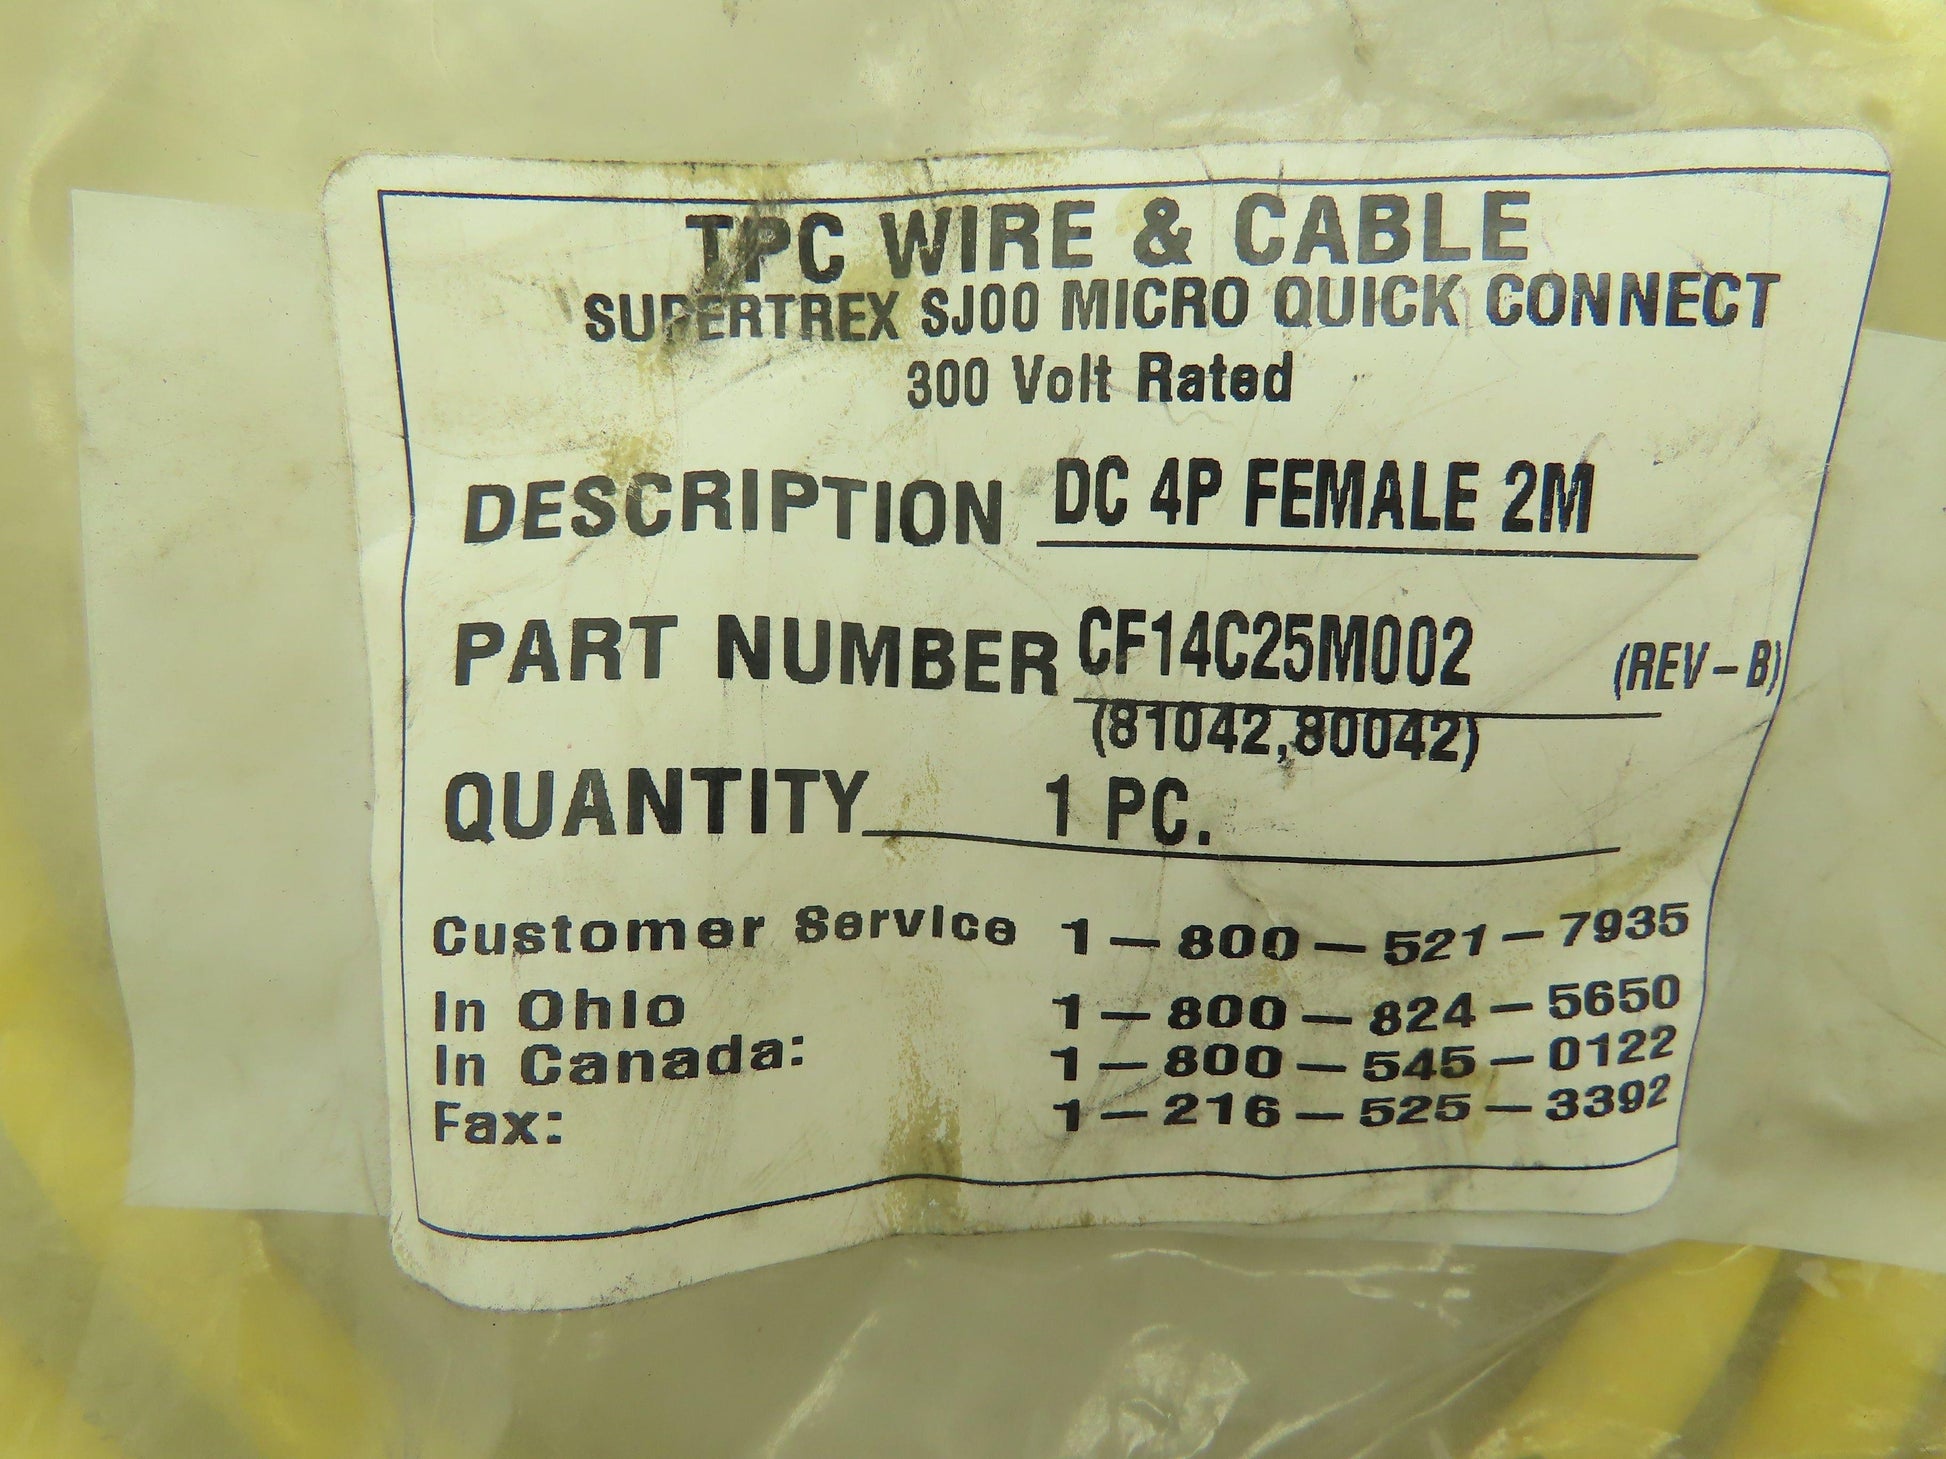 TPC WIRE & CABLE
SUPERTREX SJOO MICRO QUICK CONNECT
300 Volt Rated
DESCRIPTION DC 4P FEMALE 2M
PART NUMBER CF14C25M002 (REV-B)
(81042,80042)
QUANTITY 1 PC.
Customer Service 1-800-521-7935
In Ohio 1-800-824-5650
In Canada: 1-800-545-0122
Fax: 1-216-525-3392